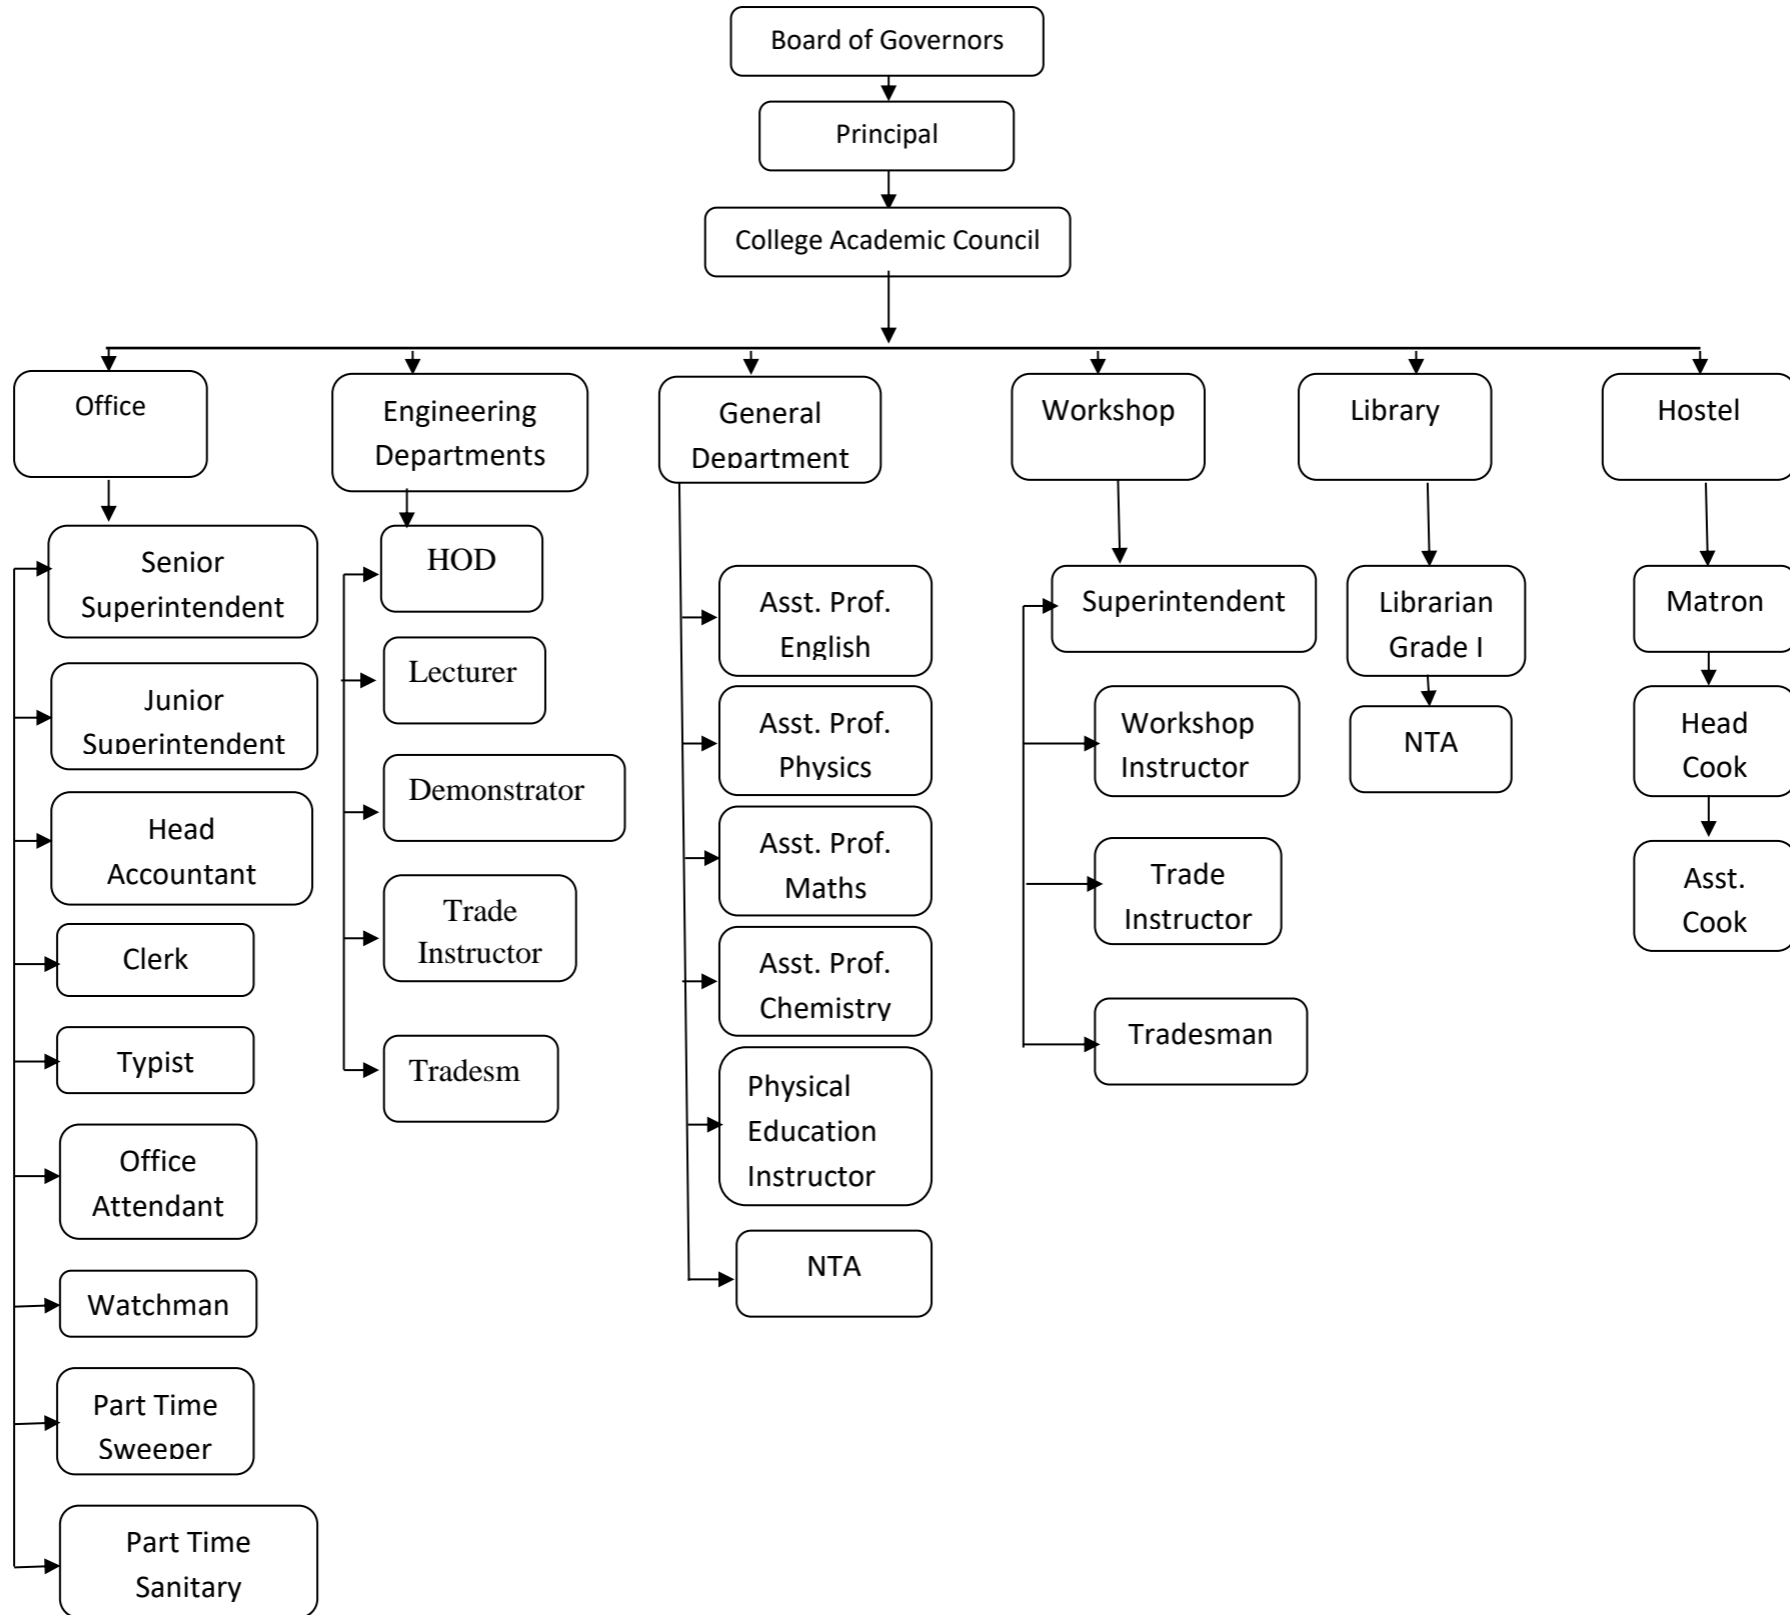 Board of Governors
Principal
College Academic Council
Office
Engineering
Departments
General
Department
Workshop
Library
Hostel
Senior
Superintendent
Junior
Superintendent
Head
Accountant
Clerk
Typist
Office
Attendant
Watchman
Part Time
Sweeper
Part Time
Sanitary
HOD
Lecturer
Demonstrator
Trade
Instructor
Tradesm
Asst. Prof.
English
Asst. Prof.
Physics
Asst. Prof.
Maths
Asst. Prof.
Chemistry
Physical
Education
Instructor
NTA
Superintendent
Workshop
Instructor
Trade
Instructor
Tradesman
Librarian
Grade I
NTA
Matron
Head
Cook
Asst.
Cook